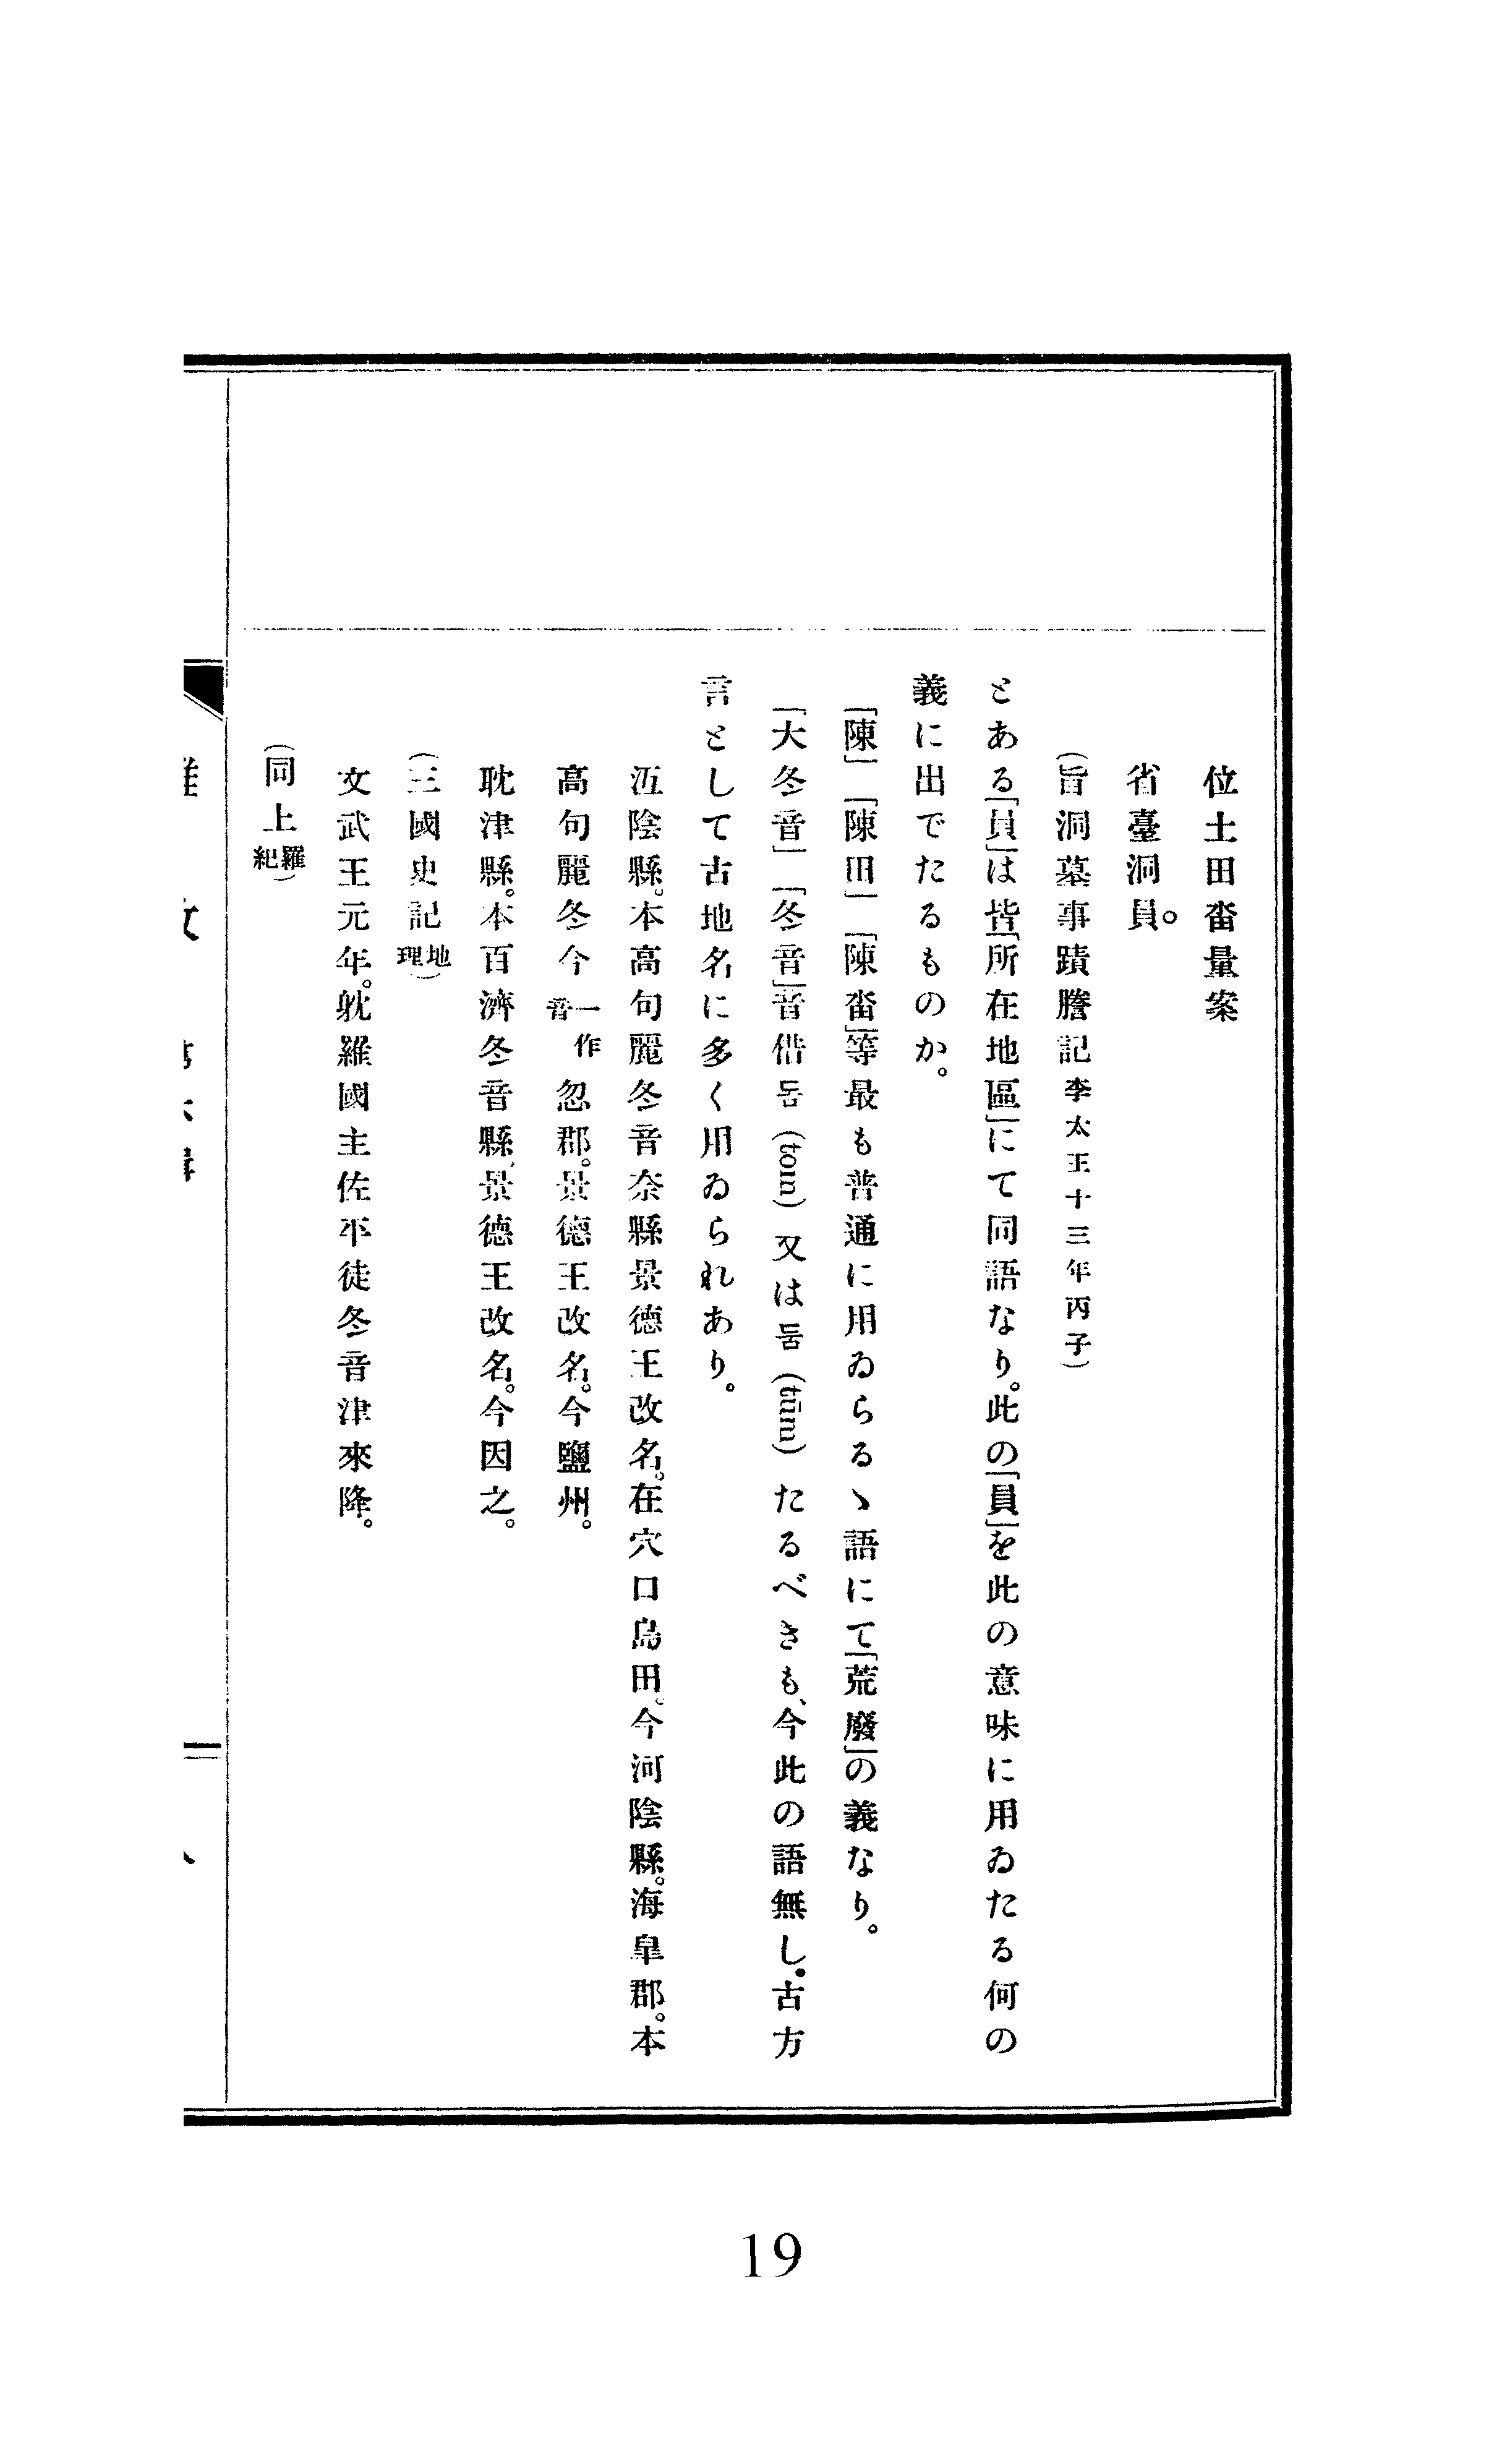 位土田畓量案
省臺洞員。
(旨洞墓事蹟謄記李太王十三年丙子)
とある「員」は皆「所在地區」にて同語なり。此の「員」を此の意味に用ゐたる何の
義に出でたるものか。
「陳」「陳田」「陳畓」等最も普通に用ゐらるゝ語にて「荒廢」の義なり。
「大冬音」「冬音」音借돔(tom)又は둠(tūm)たるべきも、今此の語無し。古方
言として古地名に多く用ゐられあり。
沍陰縣。本高句麗冬音奈縣景德王改名。在穴口島田。今河陰縣。海皐郡。本
高句麗冬今一作音忽郡。景德王改名。今鹽州。
耽津縣。本百濟冬音縣、景德王改名。今因之。
(三國史記地理)
文武王元年。耽羅國主佐平徒冬音津來降。
(同上羅紀)
19